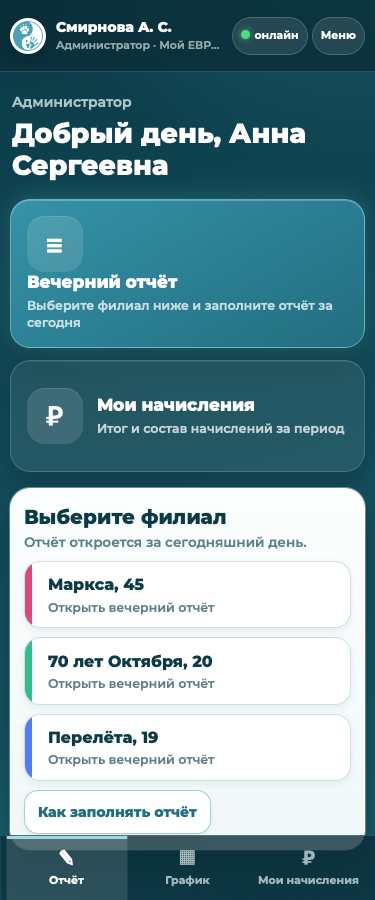 Смирнова А. С.
Администратор · Мой ЕВР...
онлайн
Меню
Администратор
Добрый день, Анна
Сергеевна
Вечерний отчёт
Выберите филиал ниже и заполните отчёт за
сегодня
₽
Мои начисления
Итог и состав начислений за период
Выберите филиал
Отчёт откроется за сегодняшний день.
Маркса, 45
Открыть вечерний отчёт
70 лет Октября, 20
Открыть вечерний отчёт
Перелёта, 19
Открыть вечерний отчёт
Как заполнять отчёт
Отчёт
График
₽
Мои начисления